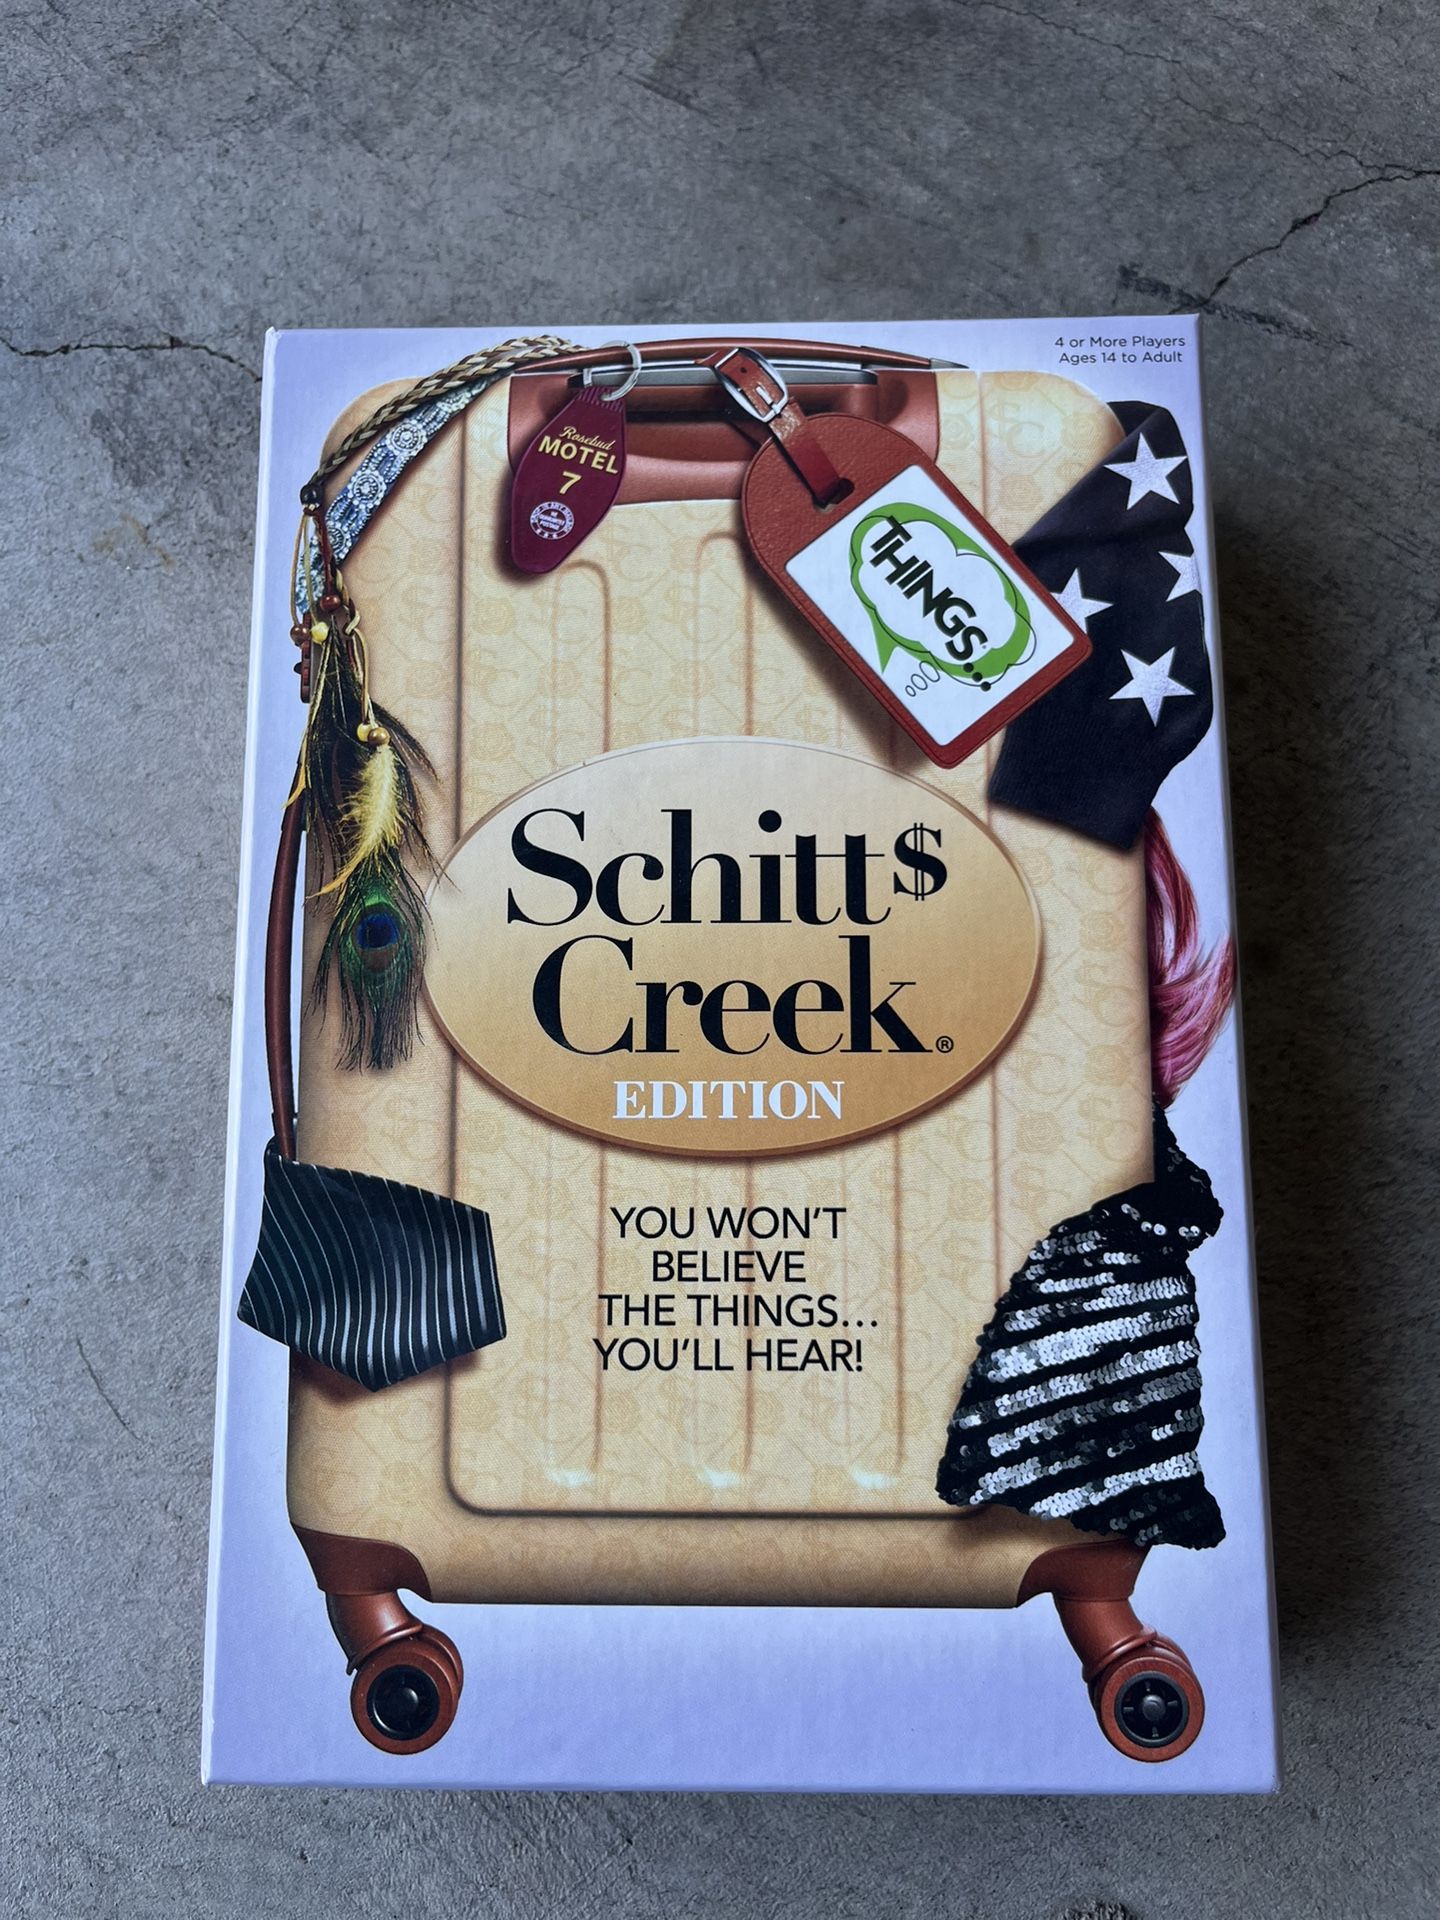 4 or More Players
Ages 14 to Adult
Rosebud
MOTEL
7
THINGS...
Schitt$
Creek®
EDITION
YOU WON'T
BELIEVE
THE THINGS...
YOU'LL HEAR!